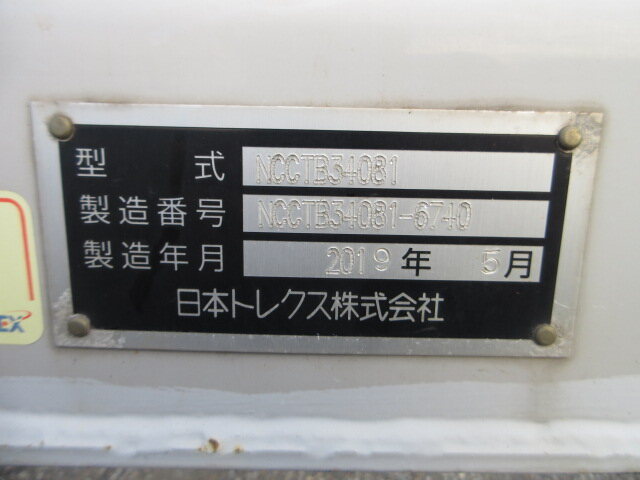 型式 NCCTB34081
製造番号 NCCTB34081-6740
製造年月 2019年 5月
日本トレクス株式会社
EX